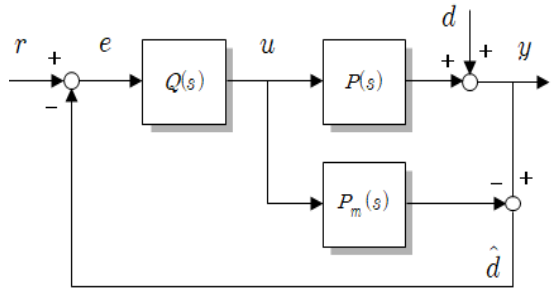 r + e Q(s) u P(s) + d + y
−
P_m(s) − +
d̂